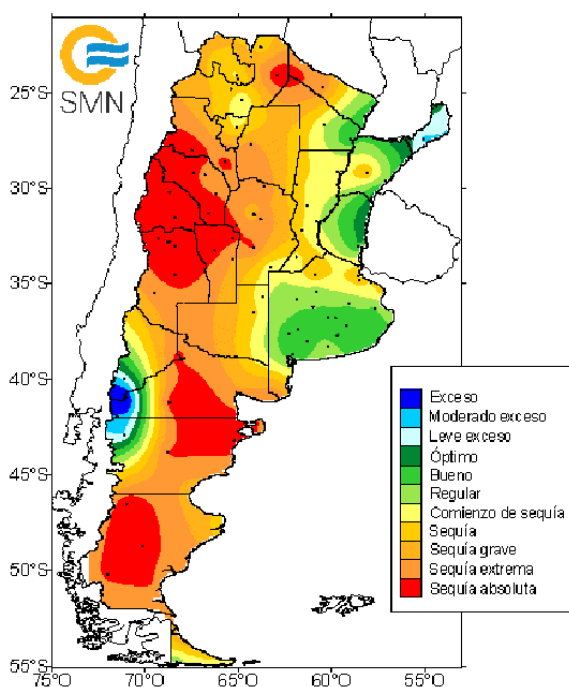 SMN
25°S
30°S
35°S
40°S
45°S
50°S
55°S
Exceso
Moderado exceso
Leve exceso
Óptimo
Bueno
Regular
Comienzo de sequía
Sequía
Sequía grave
Sequía extrema
Sequía absoluta
75°O 70°O 65°O 60°O 55°O